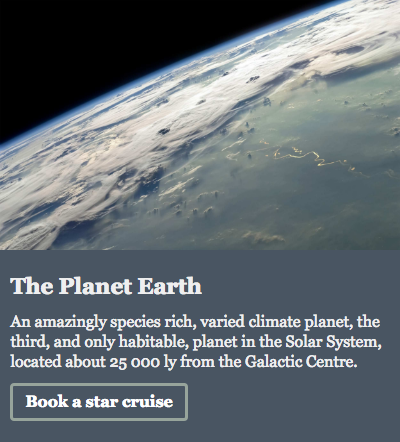 The Planet Earth
An amazingly species rich, varied climate planet, the
third, and only habitable, planet in the Solar System,
located about 25 000 ly from the Galactic Centre.
Book a star cruise